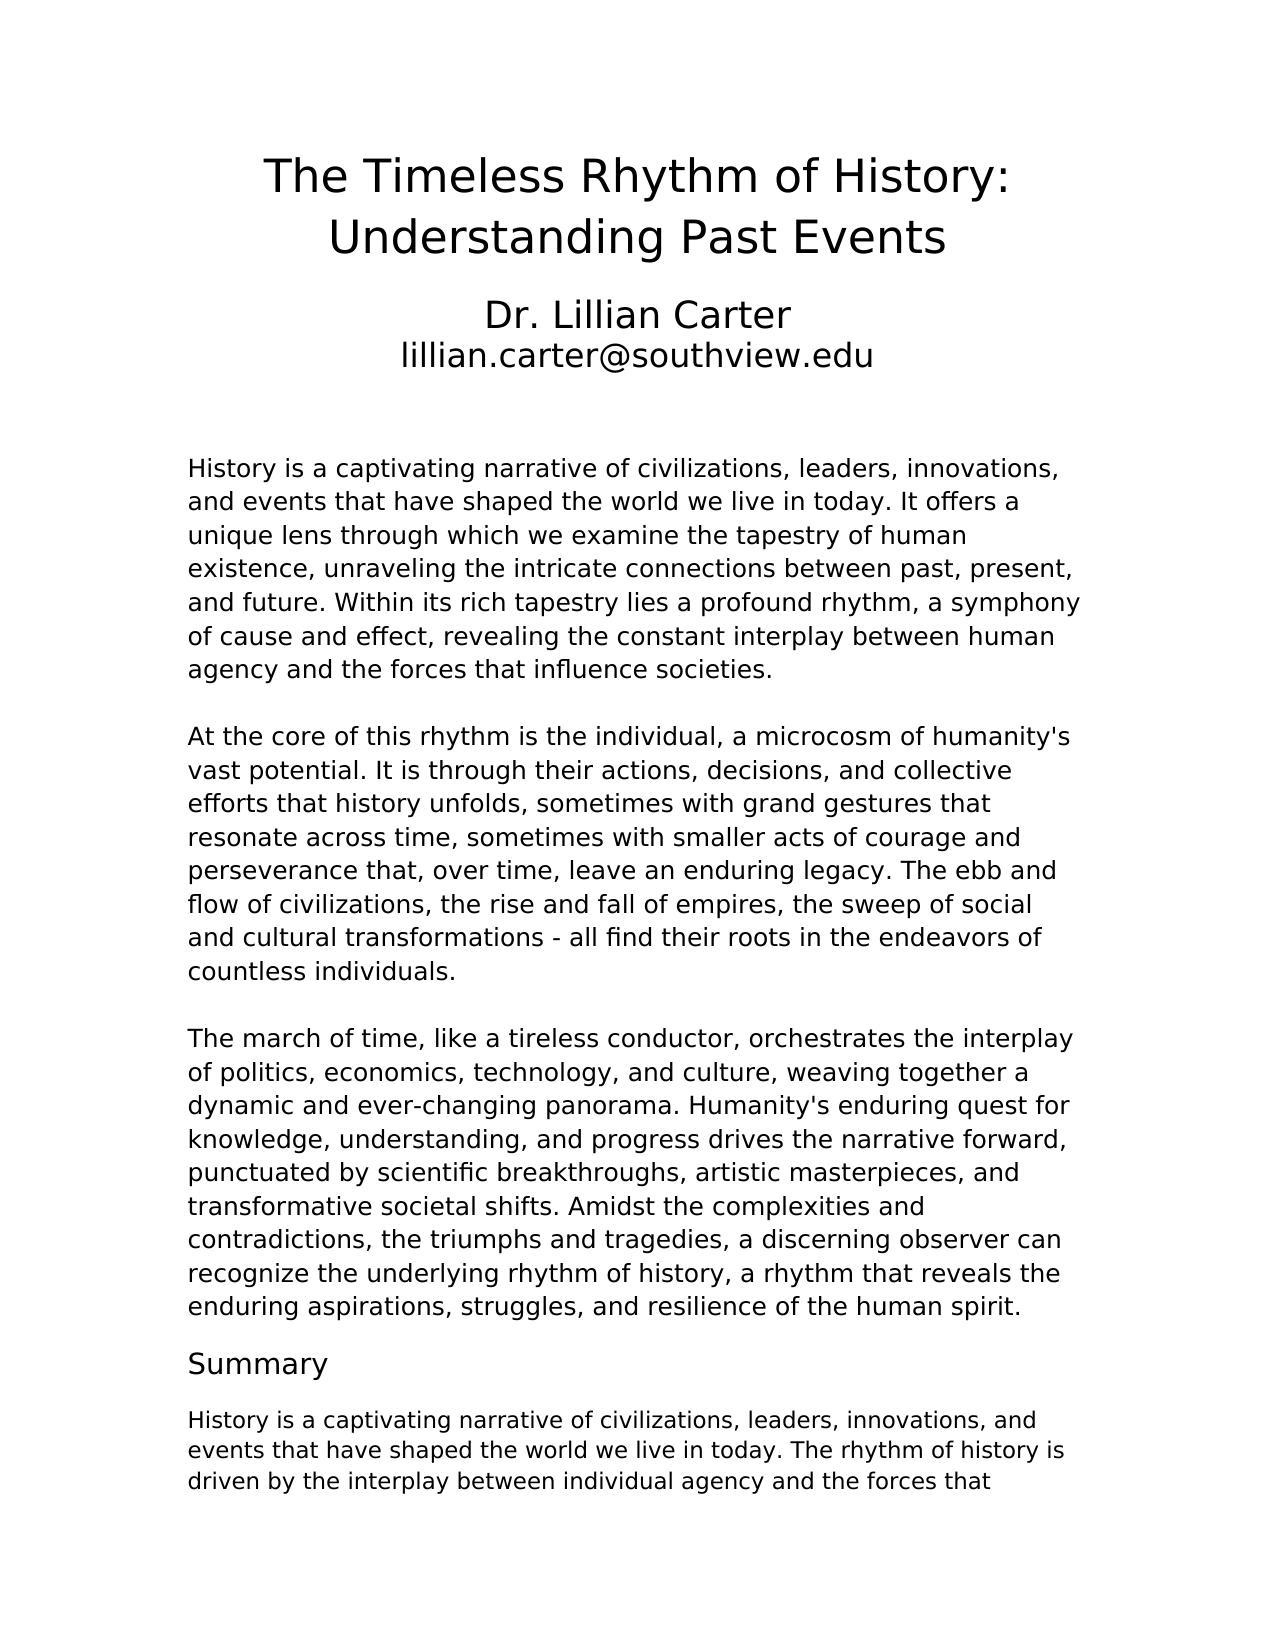 The Timeless Rhythm of History:
Understanding Past Events
Dr. Lillian Carter
lillian.carter@southview.edu
History is a captivating narrative of civilizations, leaders, innovations,
and events that have shaped the world we live in today. It offers a
unique lens through which we examine the tapestry of human
existence, unraveling the intricate connections between past, present,
and future. Within its rich tapestry lies a profound rhythm, a symphony
of cause and effect, revealing the constant interplay between human
agency and the forces that influence societies.
At the core of this rhythm is the individual, a microcosm of humanity's
vast potential. It is through their actions, decisions, and collective
efforts that history unfolds, sometimes with grand gestures that
resonate across time, sometimes with smaller acts of courage and
perseverance that, over time, leave an enduring legacy. The ebb and
flow of civilizations, the rise and fall of empires, the sweep of social
and cultural transformations - all find their roots in the endeavors of
countless individuals.
The march of time, like a tireless conductor, orchestrates the interplay
of politics, economics, technology, and culture, weaving together a
dynamic and ever-changing panorama. Humanity's enduring quest for
knowledge, understanding, and progress drives the narrative forward,
punctuated by scientific breakthroughs, artistic masterpieces, and
transformative societal shifts. Amidst the complexities and
contradictions, the triumphs and tragedies, a discerning observer can
recognize the underlying rhythm of history, a rhythm that reveals the
enduring aspirations, struggles, and resilience of the human spirit.
Summary
History is a captivating narrative of civilizations, leaders, innovations, and
events that have shaped the world we live in today. The rhythm of history is
driven by the interplay between individual agency and the forces that